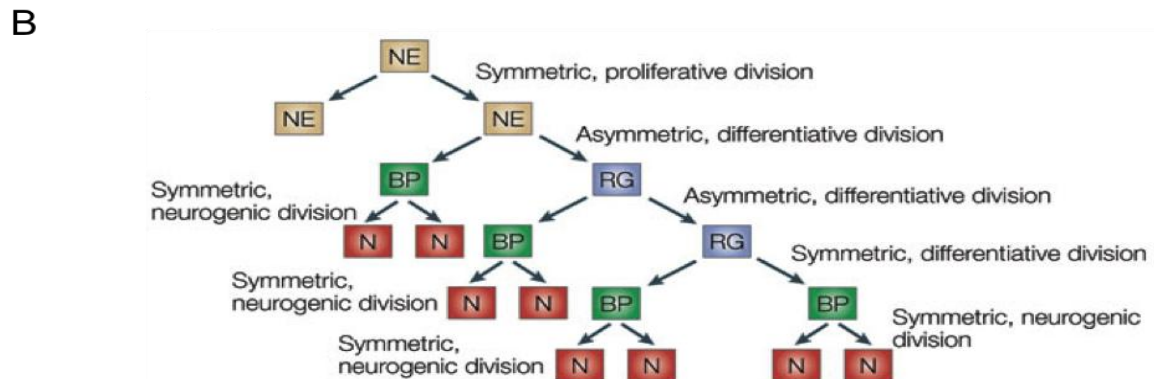 B
NE
Symmetric, proliferative division
NE NE
Asymmetric, differentiative division
BP RG
Symmetric,
neurogenic division
Asymmetric, differentiative division
N N BP RG
Symmetric,
neurogenic division
Symmetric, differentiative division
N N BP BP
Symmetric,
neurogenic division
Symmetric, neurogenic
division
N N N N